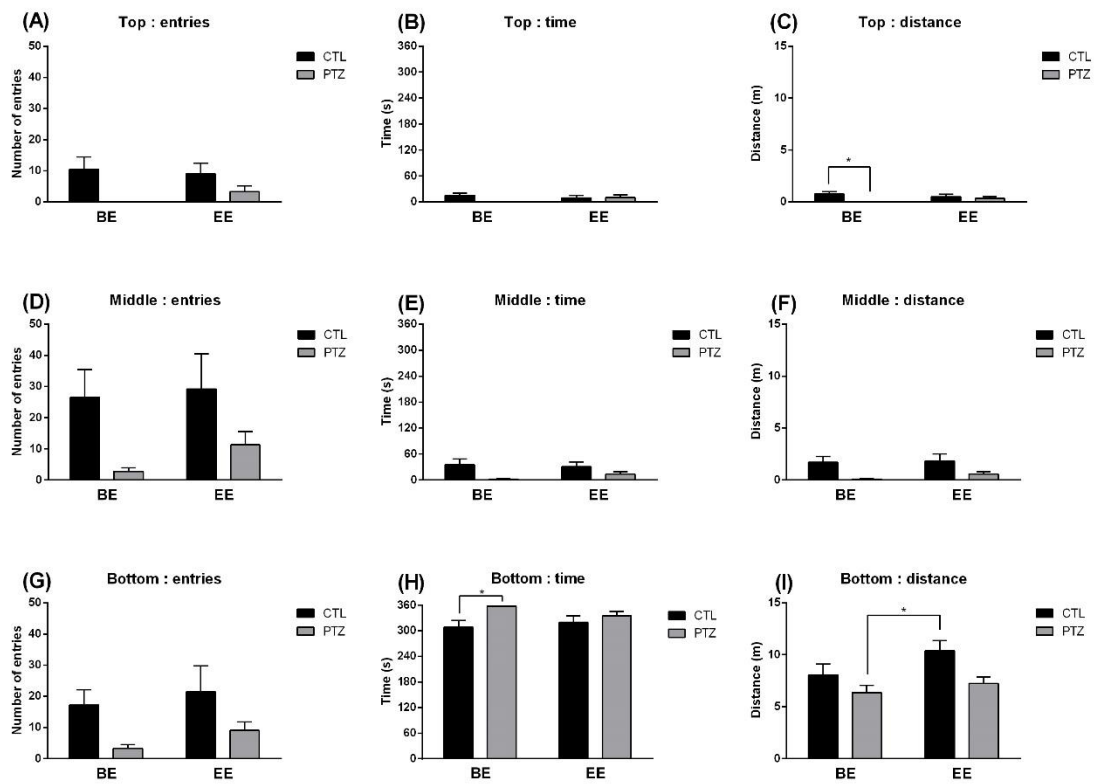 (A) Top : entries
Number of entries
50
40
30
20
10
0
BE EE
CTL
PTZ
(B) Top : time
Time (s)
360
300
240
180
120
60
0
BE EE
CTL
PTZ
(C) Top : distance
Distance (m)
15
10
5
0
*
BE EE
CTL
PTZ
(D) Middle : entries
Number of entries
50
40
30
20
10
0
BE EE
CTL
PTZ
(E) Middle : time
Time (s)
360
300
240
180
120
60
0
BE EE
CTL
PTZ
(F) Middle : distance
Distance (m)
15
10
5
0
BE EE
CTL
PTZ
(G) Bottom : entries
Number of entries
50
40
30
20
10
0
BE EE
CTL
PTZ
(H) Bottom : time
Time (s)
360
300
240
180
120
60
0
*
BE EE
CTL
PTZ
(I) Bottom : distance
Distance (m)
15
10
5
0
*
BE EE
CTL
PTZ